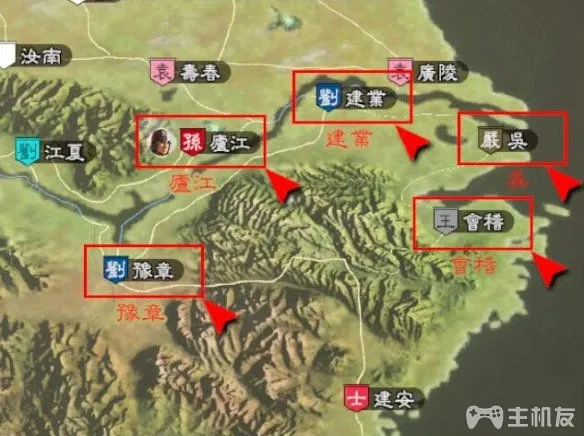 汝南
袁 壽春
袁 廣陵
劉 建業
建業
嚴 吳
吳
孫 廬江
廬江
劉 江夏
王 會稽
會稽
劉 豫章
豫章
士 建安
主机友